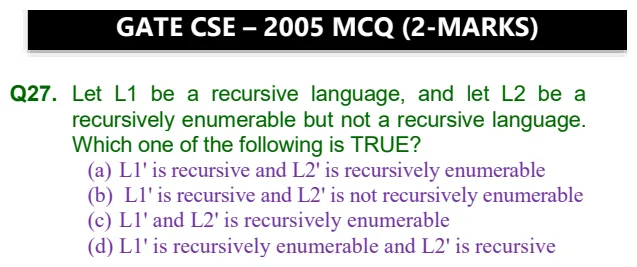 GATE CSE – 2005 MCQ (2-MARKS)
Q27. Let L1 be a recursive language, and let L2 be a
recursively enumerable but not a recursive language.
Which one of the following is TRUE?
(a) L1' is recursive and L2' is recursively enumerable
(b) L1' is recursive and L2' is not recursively enumerable
(c) L1' and L2' is recursively enumerable
(d) L1' is recursively enumerable and L2' is recursive